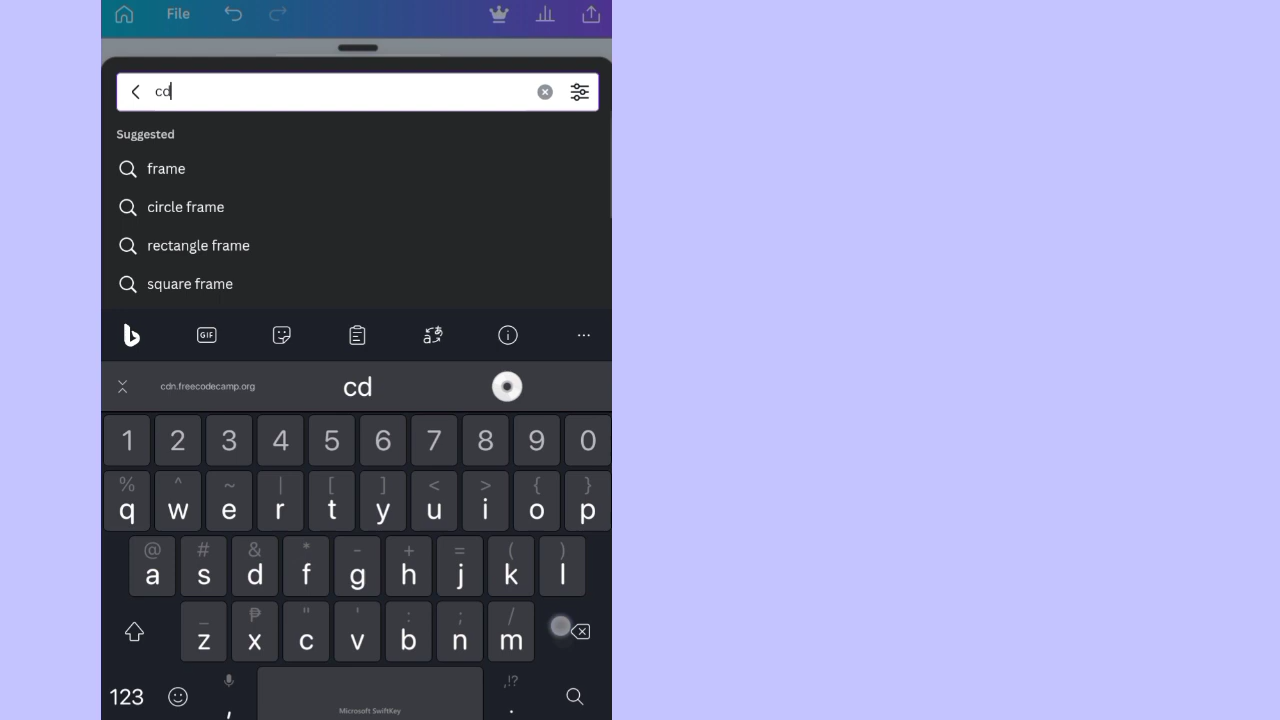 File
cd
Suggested
frame
circle frame
rectangle frame
square frame
GIF
cdn.freecodecamp.org cd
1 2 3 4 5 6 7 8 9 0
% ^ ~ | [ ] < > { }
q w e r t y u i o p
@ # & * - + = ( )
a s d f g h j k l
_ ₱ " ' : ; /
z x c v b n m
,!?
123 , Microsoft SwiftKey .